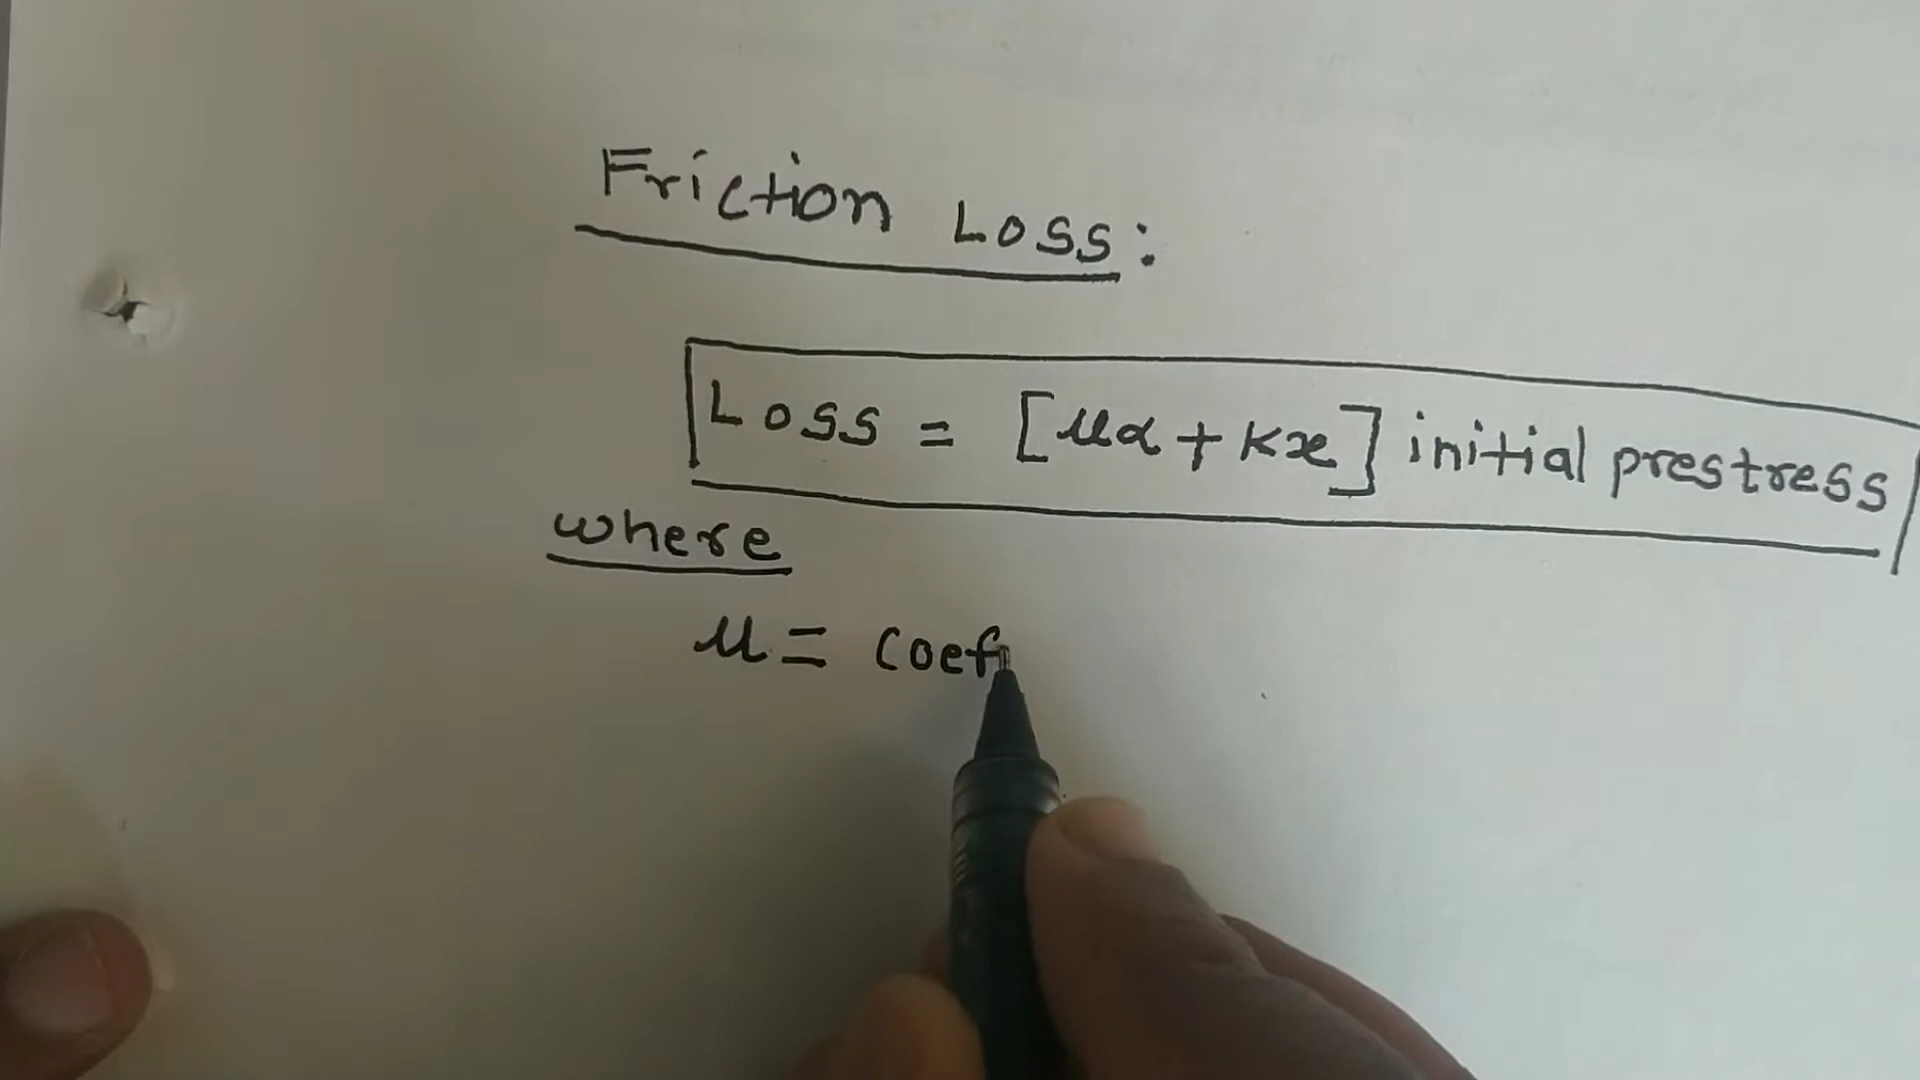 Friction Loss:
Loss = [μα + Kx] initial prestress
where
μ = coef